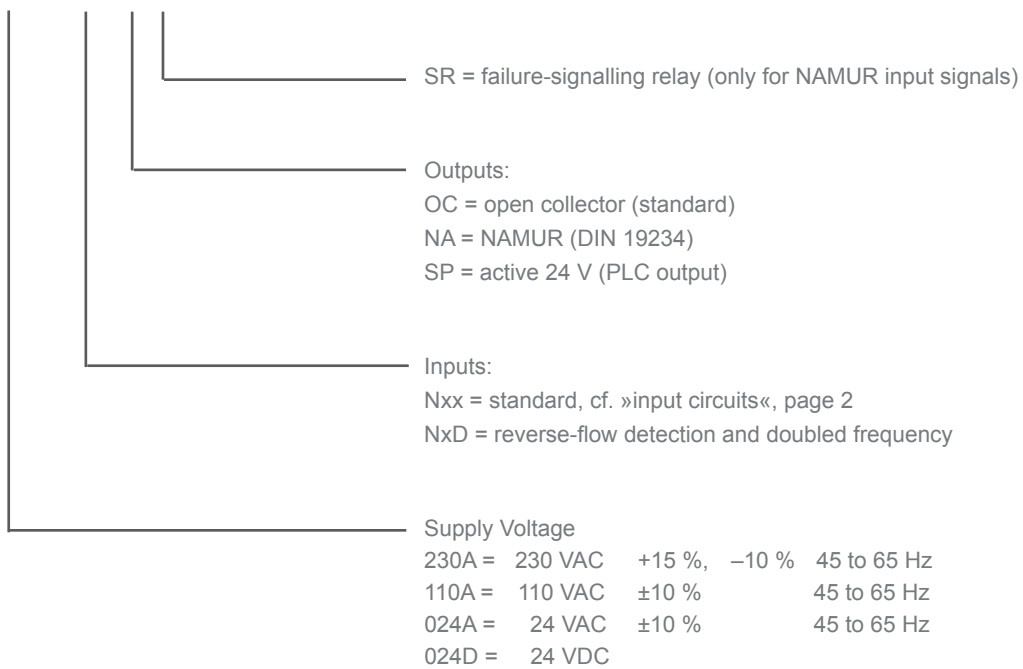 SR = failure-signalling relay (only for NAMUR input signals)
Outputs:
OC = open collector (standard)
NA = NAMUR (DIN 19234)
SP = active 24 V (PLC output)
Inputs:
Nxx = standard, cf. »input circuits«, page 2
NxD = reverse-flow detection and doubled frequency
Supply Voltage
230A = 230 VAC +15 %, –10 % 45 to 65 Hz
110A = 110 VAC ±10 % 45 to 65 Hz
024A = 24 VAC ±10 % 45 to 65 Hz
024D = 24 VDC